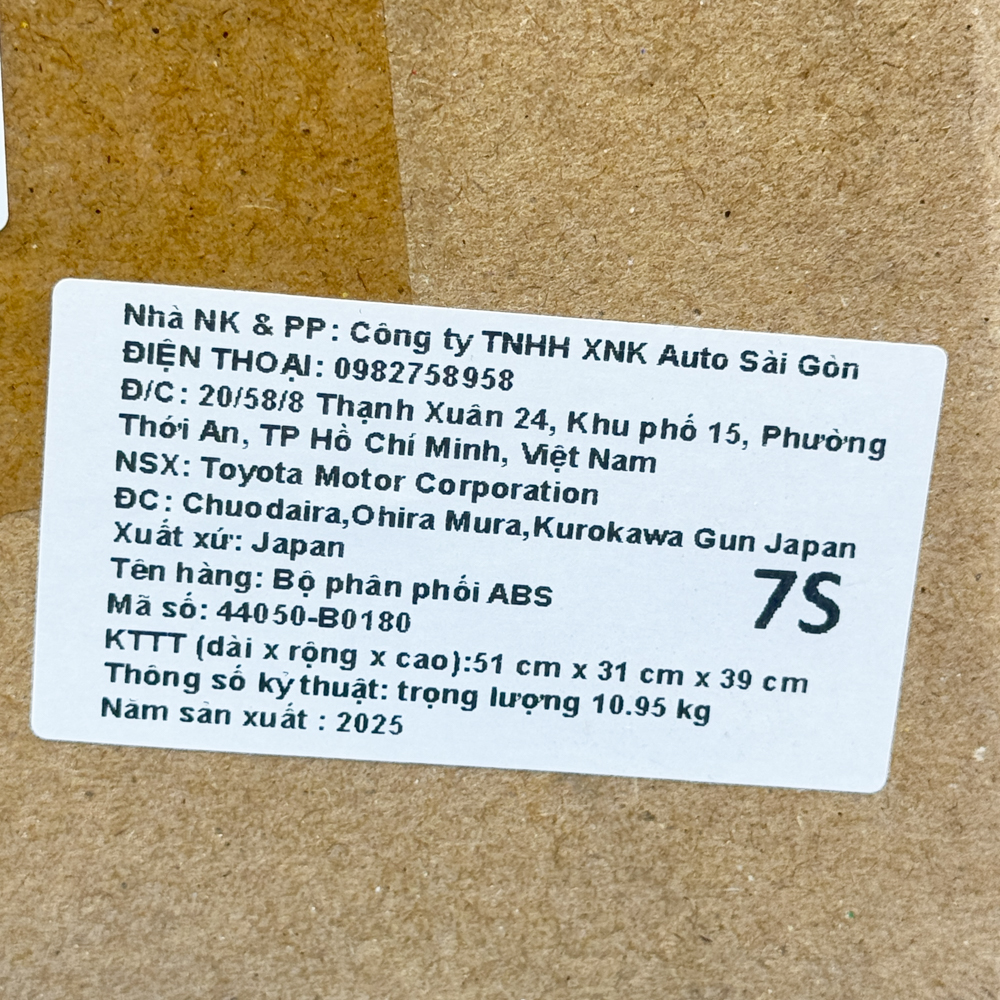 Nhà NK & PP: Công ty TNHH XNK Auto Sài Gòn
ĐIỆN THOẠI: 0982758958
Đ/C: 20/58/8 Thạnh Xuân 24, Khu phố 15, Phường
Thới An, TP Hồ Chí Minh, Việt Nam
NSX: Toyota Motor Corporation
ĐC: Chuodaira,Ohira Mura,Kurokawa Gun Japan
Xuất xứ: Japan
Tên hàng: Bộ phân phối ABS
7S
Mã số: 44050-B0180
KTTT (dài x rộng x cao):51 cm x 31 cm x 39 cm
Thông số kỹ thuật: trọng lượng 10.95 kg
Năm sản xuất : 2025